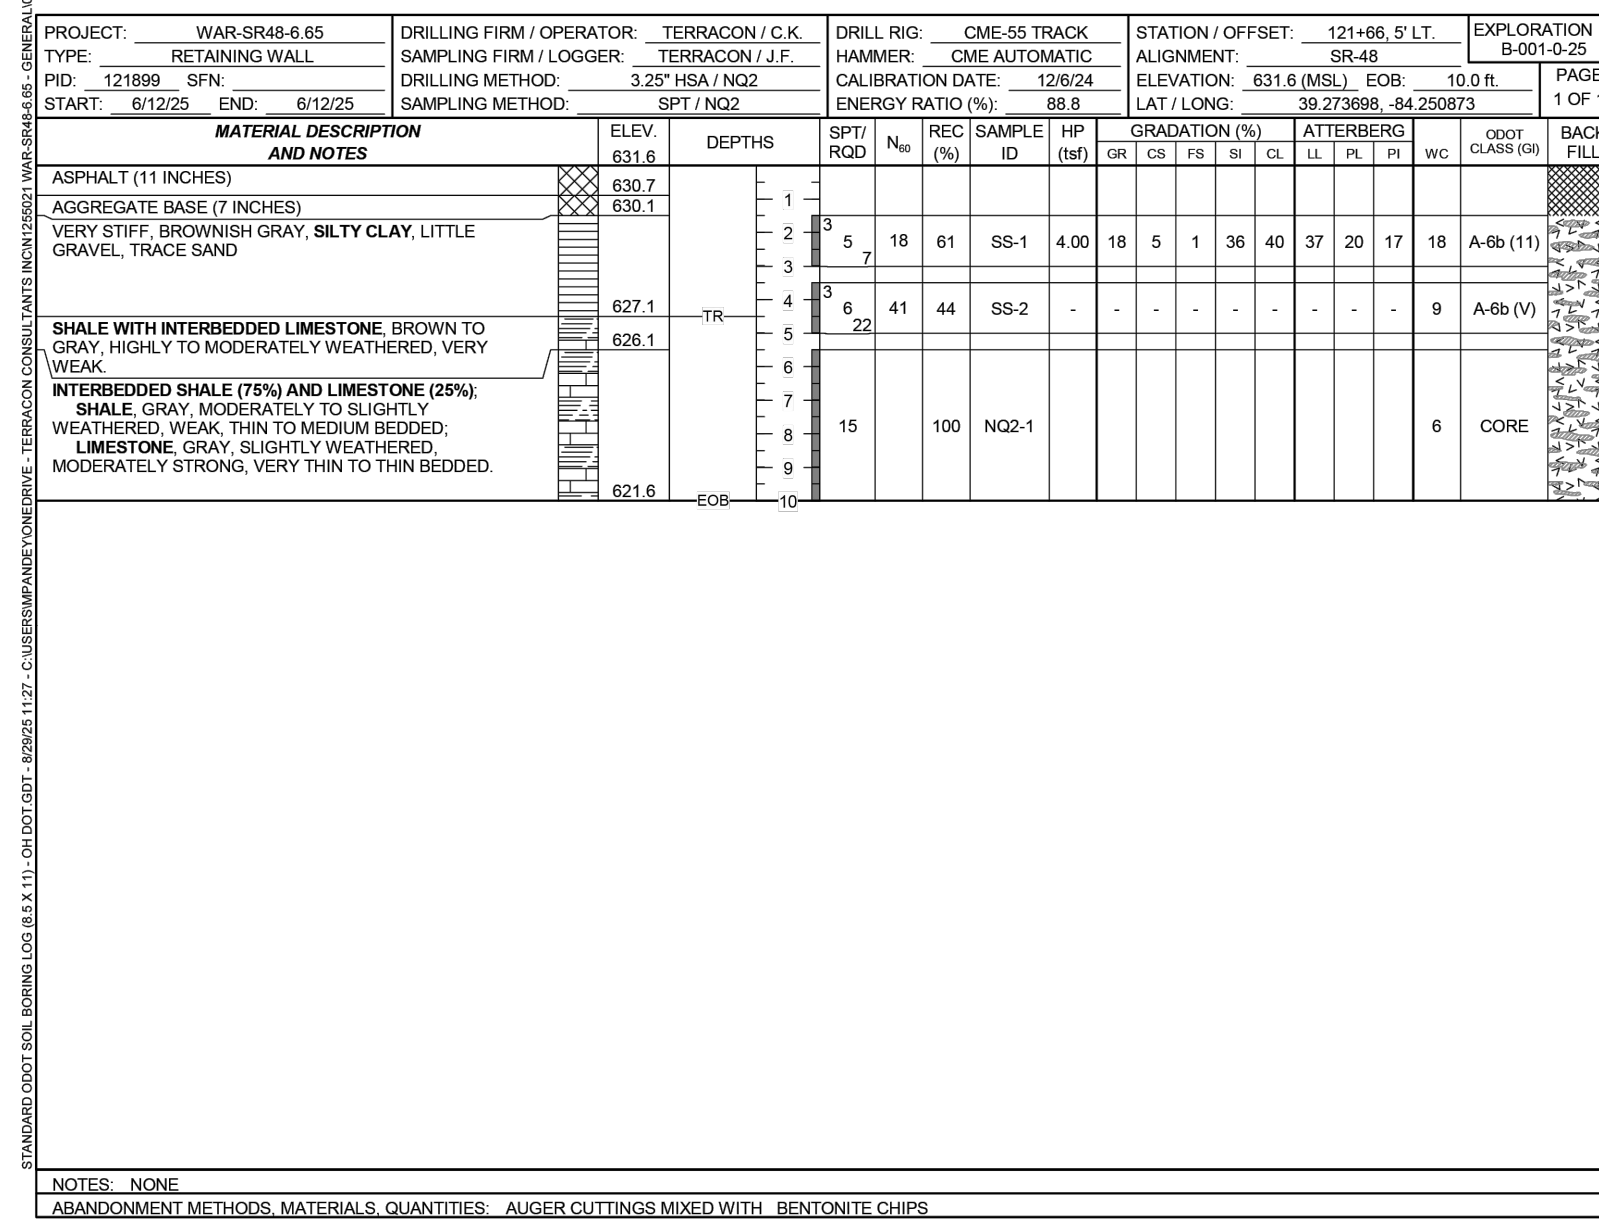 PROJECT: WAR-SR48-6.65
TYPE: RETAINING WALL
PID: 121899 SFN:
START: 6/12/25 END: 6/12/25
DRILLING FIRM / OPERATOR: TERRACON / C.K.
SAMPLING FIRM / LOGGER: TERRACON / J.F.
DRILLING METHOD: 3.25" HSA / NQ2
SAMPLING METHOD: SPT / NQ2
DRILL RIG: CME-55 TRACK
HAMMER: CME AUTOMATIC
CALIBRATION DATE: 12/6/24
ENERGY RATIO (%): 88.8
STATION / OFFSET: 121+66, 5' LT.
ALIGNMENT: SR-48
ELEVATION: 631.6 (MSL) EOB: 10.0 ft.
LAT / LONG: 39.273698, -84.250873
EXPLORATION
B-001-0-25
PAGE
1 OF
MATERIAL DESCRIPTION
AND NOTES
ELEV.
631.6
DEPTHS
SPT/
RQD
N60
REC
(%)
SAMPLE
ID
HP
(tsf)
GRADATION (%)
GR CS FS SI CL
ATTERBERG
LL PL PI
WC
ODOT
CLASS (GI)
BACK
FILL
ASPHALT (11 INCHES)
630.7
AGGREGATE BASE (7 INCHES)
630.1
VERY STIFF, BROWNISH GRAY, SILTY CLAY, LITTLE
GRAVEL, TRACE SAND
627.1
SHALE WITH INTERBEDDED LIMESTONE, BROWN TO
GRAY, HIGHLY TO MODERATELY WEATHERED, VERY
WEAK.
626.1
INTERBEDDED SHALE (75%) AND LIMESTONE (25%);
SHALE, GRAY, MODERATELY TO SLIGHTLY
WEATHERED, WEAK, THIN TO MEDIUM BEDDED;
LIMESTONE, GRAY, SLIGHTLY WEATHERED,
MODERATELY STRONG, VERY THIN TO THIN BEDDED.
621.6
TR
EOB
1
2
3
4
5
6
7
8
9
10
3
5
7
18 61 SS-1 4.00 18 5 1 36 40 37 20 17 18 A-6b (11)
3
6
22
41 44 SS-2 - - - - - - - - - 9 A-6b (V)
15 100 NQ2-1 6 CORE
NOTES: NONE
ABANDONMENT METHODS, MATERIALS, QUANTITIES: AUGER CUTTINGS MIXED WITH BENTONITE CHIPS
STANDARD ODOT SOIL BORING LOG (8.5 X 11) - OH DOT.GDT - 8/29/25 11:27 - C:\USERS\MPANDEY\ONEDRIVE - TERRACON CONSULTANTS INC\N1255021 WAR-SR48-6.65 - GENERAL\